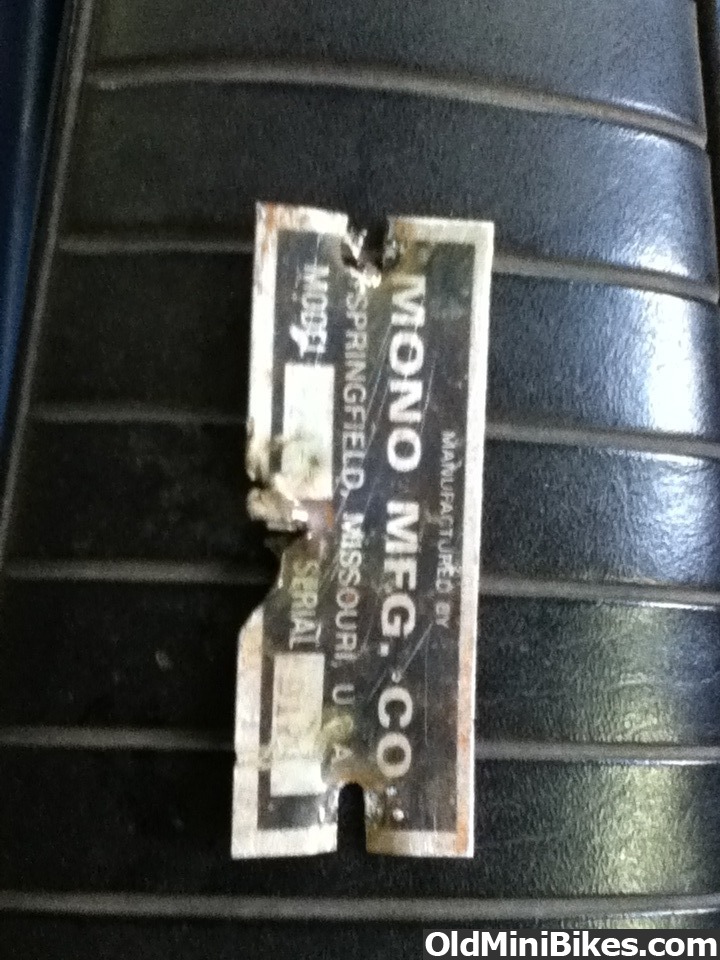 MANUFACTURED BY
MONO MFG. CO.
SPRINGFIELD, MISSOURI, U.S.A.
MODEL SERIAL
OldMiniBikes.com